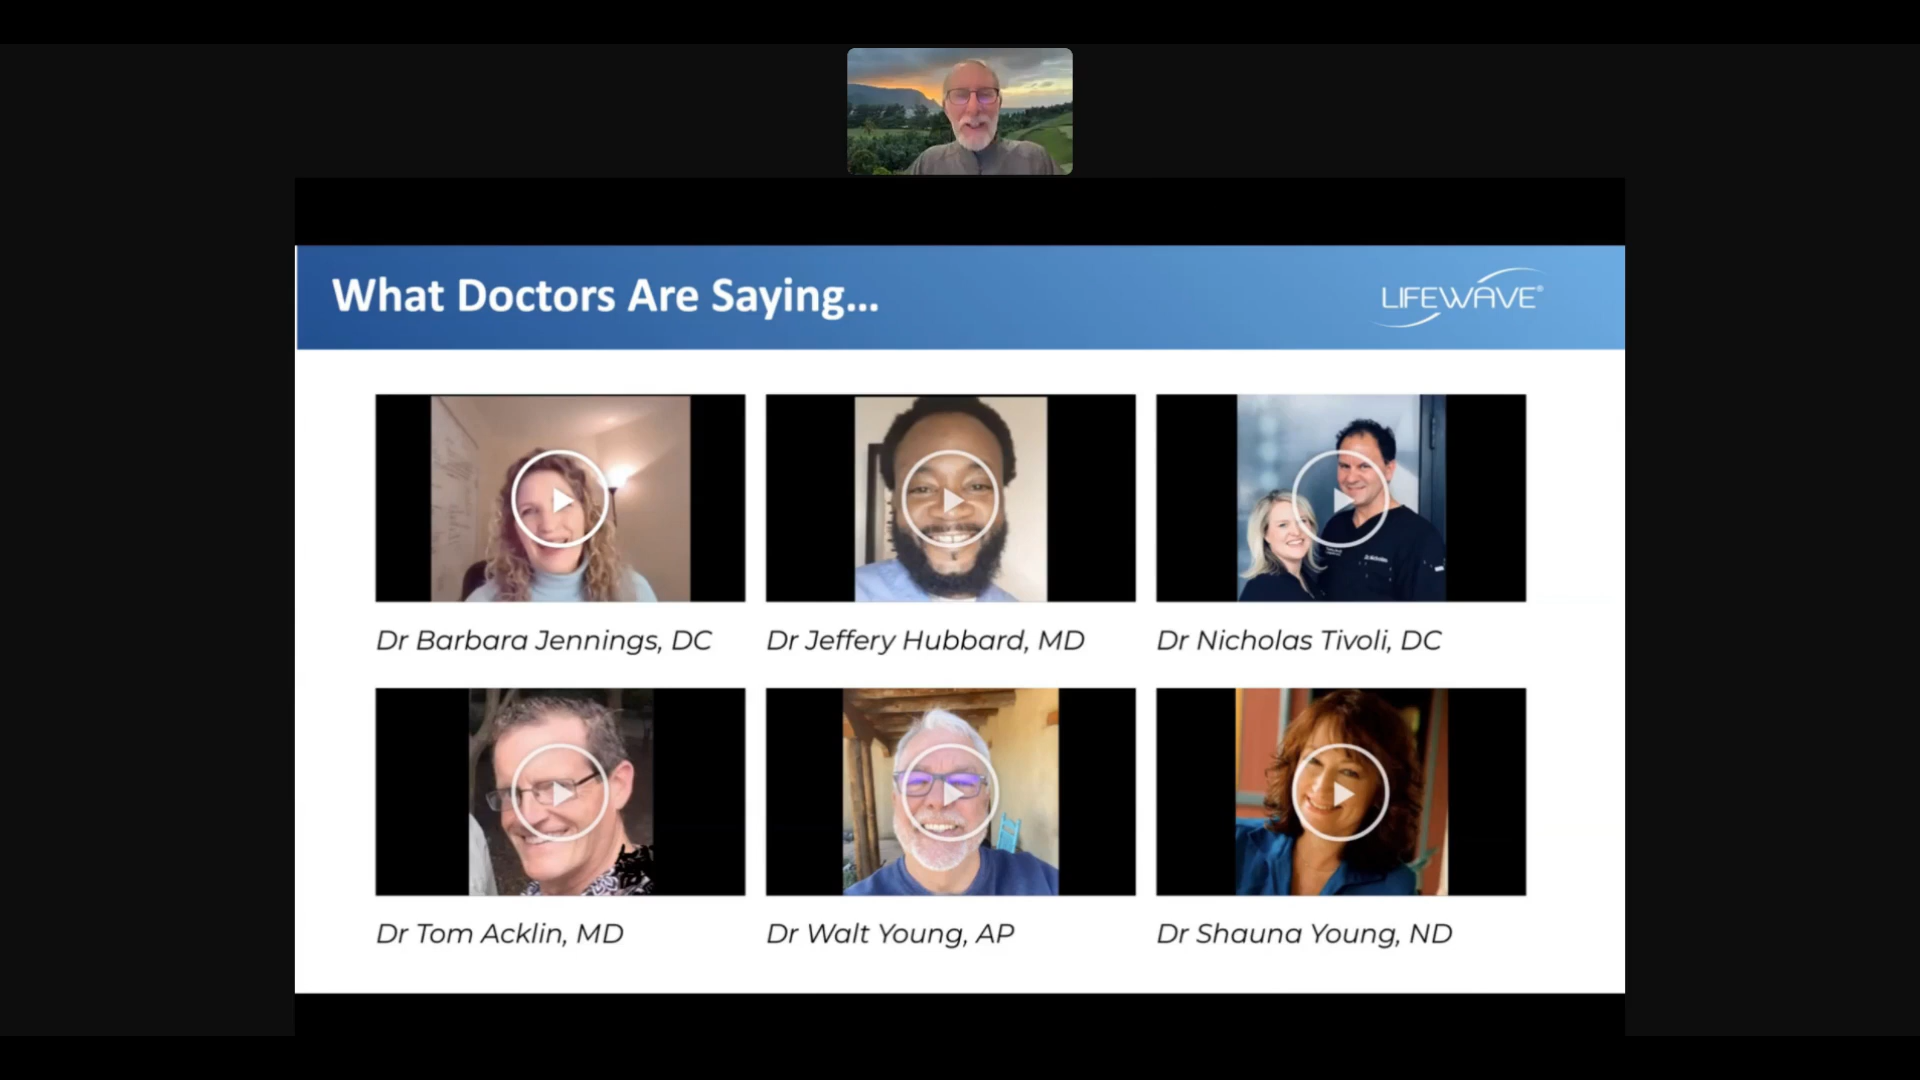 What Doctors Are Saying...
LIFEWAVE®
Dr Barbara Jennings, DC
Dr Jeffery Hubbard, MD
Dr Nicholas Tivoli, DC
Dr Tom Acklin, MD
Dr Walt Young, AP
Dr Shauna Young, ND